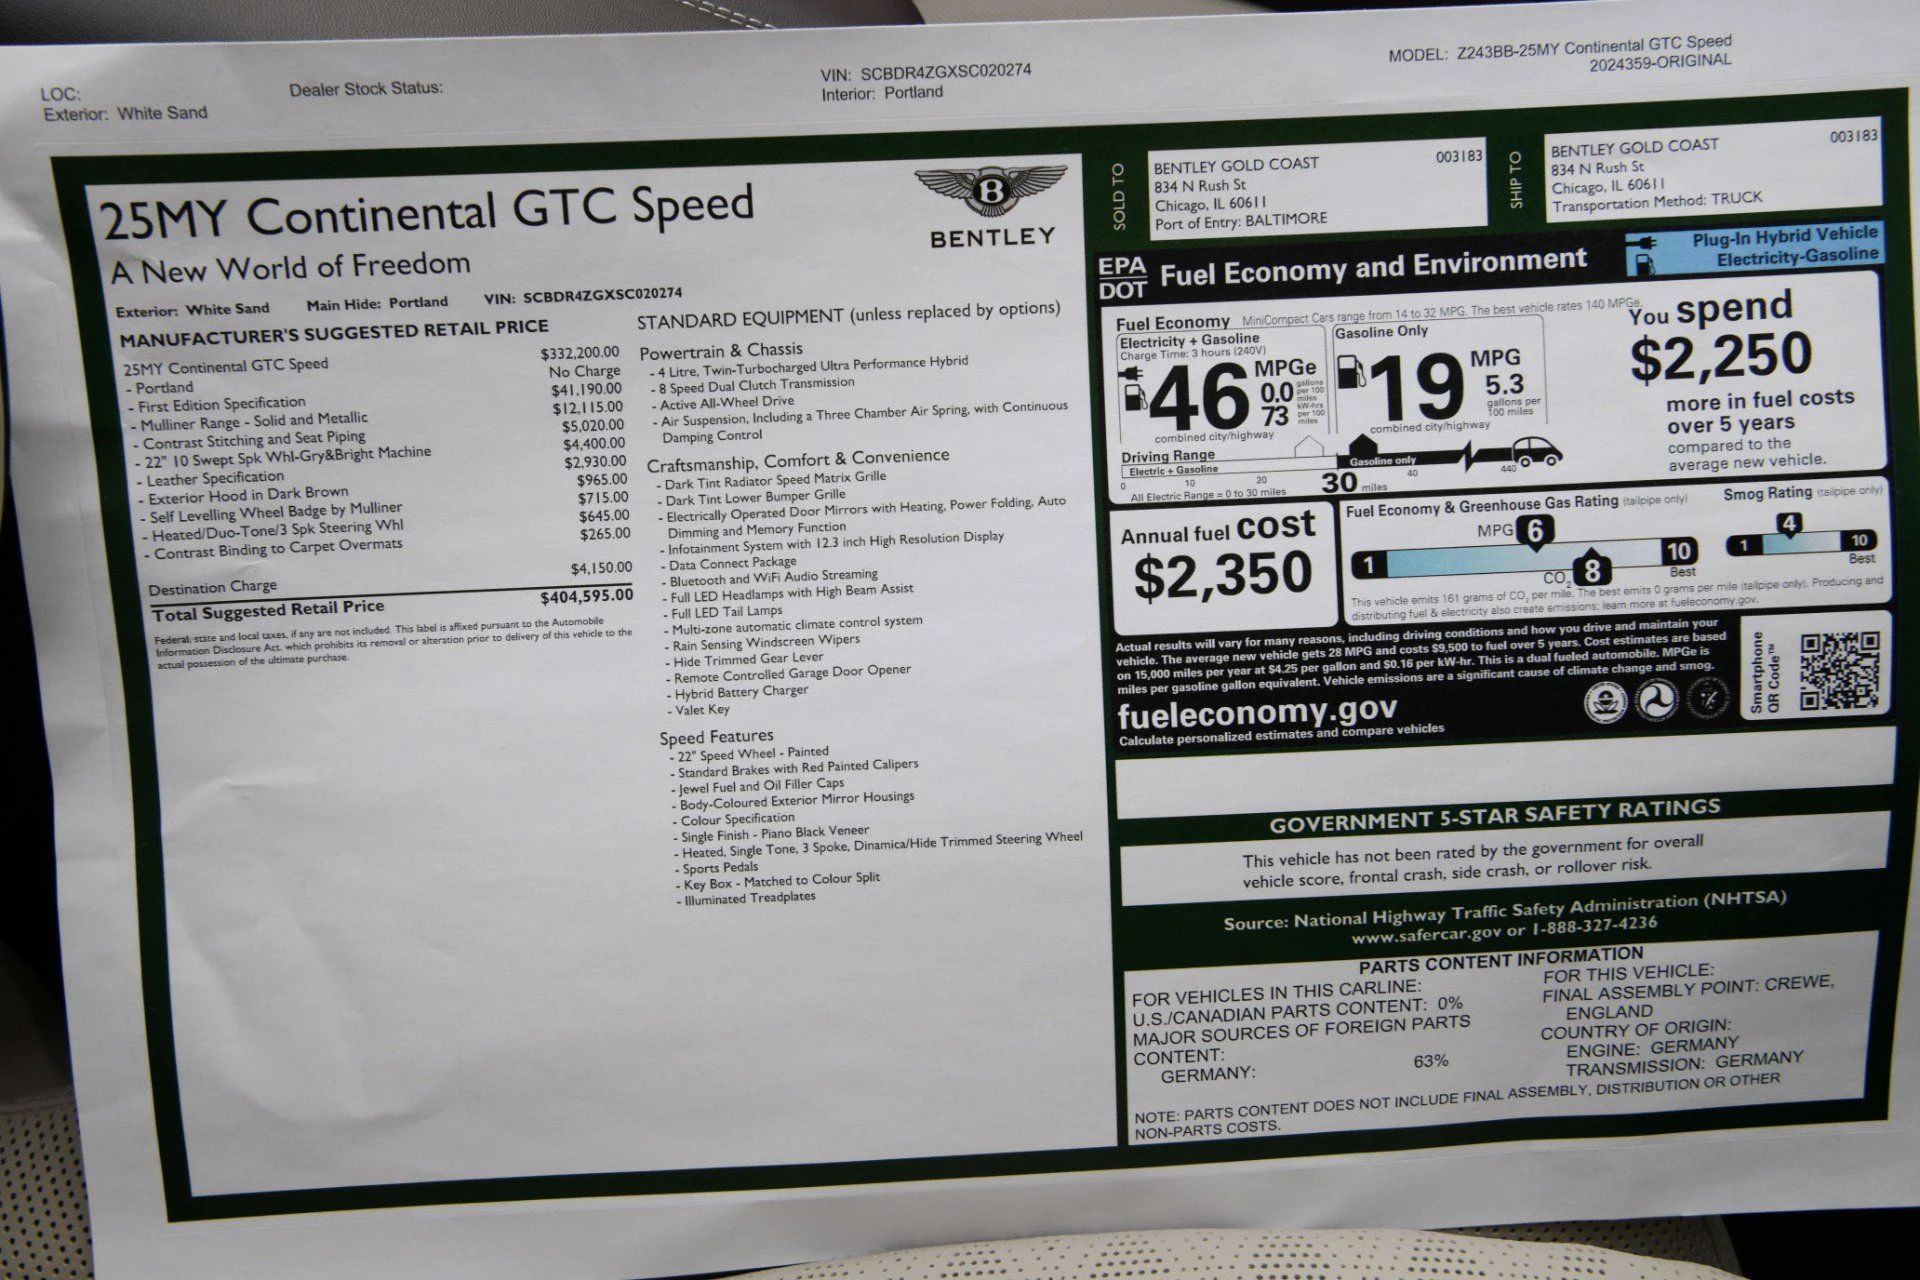 LOC:
Exterior: White Sand
Dealer Stock Status:
VIN: SCBDR4ZGXSC020274
Interior: Portland
MODEL: Z243BB-25MY Continental GTC Speed
2024359-ORIGINAL
25MY Continental GTC Speed
A New World of Freedom
B
BENTLEY
Exterior: White Sand Main Hide: Portland VIN: SCBDR4ZGXSC020274
MANUFACTURER'S SUGGESTED RETAIL PRICE
25MY Continental GTC Speed $332,200.00
- Portland No Charge
- First Edition Specification $41,190.00
- Mulliner Range - Solid and Metallic $12,115.00
- Contrast Stitching and Seat Piping $5,020.00
- 22" 10 Swept Spk Whl-Gry&Bright Machine $4,400.00
- Leather Specification $2,930.00
- Exterior Hood in Dark Brown $965.00
- Self Levelling Wheel Badge by Mulliner $715.00
- Heated/Duo-Tone/3 Spk Steering Whl $645.00
- Contrast Binding to Carpet Overmats $265.00
Destination Charge $4,150.00
Total Suggested Retail Price $404,595.00
Federal, state and local taxes, if any are not included. This label is affixed pursuant to the Automobile
Information Disclosure Act, which prohibits its removal or alteration prior to delivery of this vehicle to the
actual possession of the ultimate purchase.
STANDARD EQUIPMENT (unless replaced by options)
Powertrain & Chassis
- 4 Litre, Twin-Turbocharged Ultra Performance Hybrid
- 8 Speed Dual Clutch Transmission
- Active All-Wheel Drive
- Air Suspension, Including a Three Chamber Air Spring, with Continuous
Damping Control
Craftsmanship, Comfort & Convenience
- Dark Tint Radiator Speed Matrix Grille
- Dark Tint Lower Bumper Grille
- Electrically Operated Door Mirrors with Heating, Power Folding, Auto
Dimming and Memory Function
- Infotainment System with 12.3 inch High Resolution Display
- Data Connect Package
- Bluetooth and WiFi Audio Streaming
- Full LED Headlamps with High Beam Assist
- Full LED Tail Lamps
- Multi-zone automatic climate control system
- Rain Sensing Windscreen Wipers
- Hide Trimmed Gear Lever
- Remote Controlled Garage Door Opener
- Hybrid Battery Charger
- Valet Key
Speed Features
- 22" Speed Wheel - Painted
- Standard Brakes with Red Painted Calipers
- Jewel Fuel and Oil Filler Caps
- Body-Coloured Exterior Mirror Housings
- Colour Specification
- Single Finish - Piano Black Veneer
- Heated, Single Tone, 3 Spoke, Dinamica/Hide Trimmed Steering Wheel
- Sports Pedals
- Key Box - Matched to Colour Split
- Illuminated Treadplates
SOLD TO
BENTLEY GOLD COAST 003183
834 N Rush St
Chicago, IL 60611
Port of Entry: BALTIMORE
SHIP TO
BENTLEY GOLD COAST 003183
834 N Rush St
Chicago, IL 60611
Transportation Method: TRUCK
EPA
DOT
Fuel Economy and Environment
Plug-In Hybrid Vehicle
Electricity-Gasoline
Fuel Economy MiniCompact Cars range from 14 to 32 MPG. The best vehicle rates 140 MPGe.
Electricity + Gasoline
Charge Time: 3 hours (240V)
46 MPGe
0.0 gallons per 100 miles
73 kW-hrs per 100 miles
combined city/highway
Gasoline Only
19 MPG
5.3
gallons per
100 miles
combined city/highway
Driving Range
Electric + Gasoline
Gasoline only
0 10 20 30 miles 40 440
All Electric Range = 0 to 30 miles
You spend
$2,250
more in fuel costs
over 5 years
compared to the
average new vehicle.
Annual fuel cost
$2,350
Fuel Economy & Greenhouse Gas Rating (tailpipe only)
MPG 6
1 10
Best
CO2 8
Smog Rating (tailpipe only)
4
1 10
Best
This vehicle emits 161 grams of CO2 per mile. The best emits 0 grams per mile (tailpipe only). Producing and
distributing fuel & electricity also create emissions; learn more at fueleconomy.gov.
Actual results will vary for many reasons, including driving conditions and how you drive and maintain your
vehicle. The average new vehicle gets 28 MPG and costs $9,500 to fuel over 5 years. Cost estimates are based
on 15,000 miles per year at $4.25 per gallon and $0.16 per kW-hr. This is a dual fueled automobile. MPGe is
miles per gasoline gallon equivalent. Vehicle emissions are a significant cause of climate change and smog.
fueleconomy.gov
Calculate personalized estimates and compare vehicles
Smartphone
QR Code™
GOVERNMENT 5-STAR SAFETY RATINGS
This vehicle has not been rated by the government for overall
vehicle score, frontal crash, side crash, or rollover risk.
Source: National Highway Traffic Safety Administration (NHTSA)
www.safercar.gov or 1-888-327-4236
PARTS CONTENT INFORMATION
FOR VEHICLES IN THIS CARLINE:
U.S./CANADIAN PARTS CONTENT: 0%
MAJOR SOURCES OF FOREIGN PARTS
CONTENT:
GERMANY: 63%
FOR THIS VEHICLE:
FINAL ASSEMBLY POINT: CREWE,
ENGLAND
COUNTRY OF ORIGIN:
ENGINE: GERMANY
TRANSMISSION: GERMANY
NOTE: PARTS CONTENT DOES NOT INCLUDE FINAL ASSEMBLY, DISTRIBUTION OR OTHER
NON-PARTS COSTS.